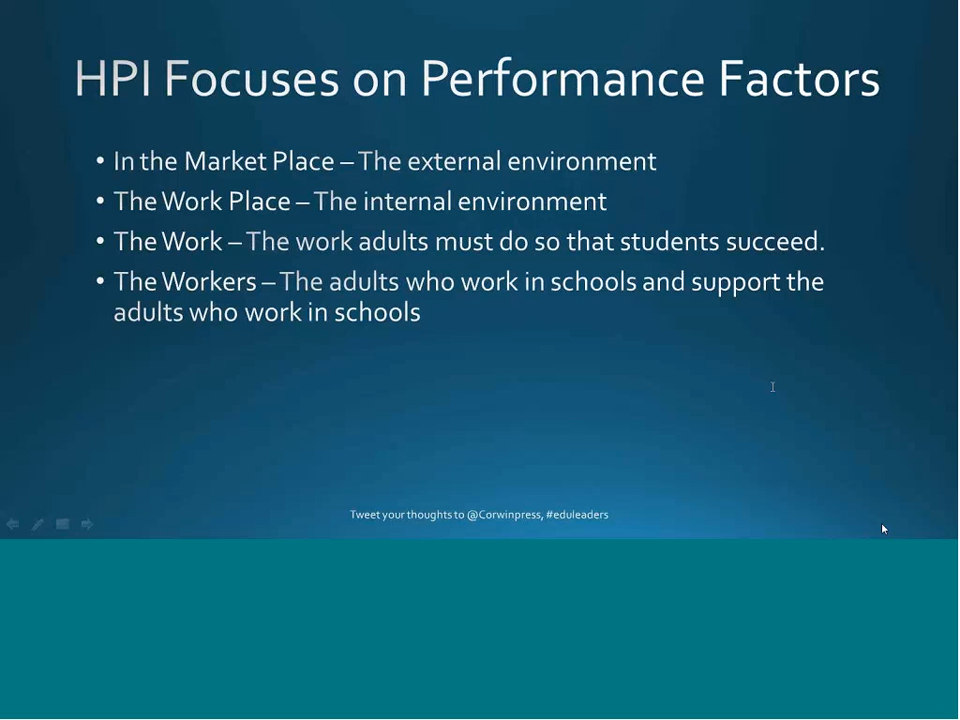 HPI Focuses on Performance Factors
• In the Market Place – The external environment
• The Work Place – The internal environment
• The Work – The work adults must do so that students succeed.
• The Workers – The adults who work in schools and support the
adults who work in schools
Tweet your thoughts to @Corwinpress, #eduleaders